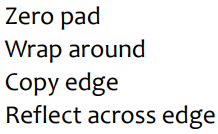 Zero pad
Wrap around
Copy edge
Reflect across edge